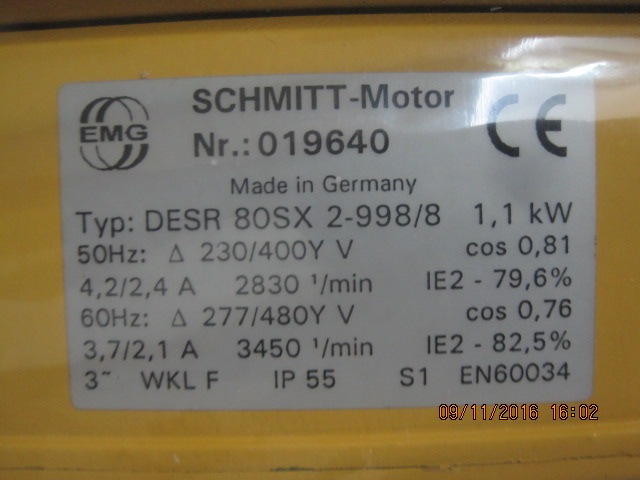 SCHMITT-Motor
EMG
Nr.: 019640
CE
Made in Germany
Typ: DESR 80SX 2-998/8 1,1 kW
50Hz: Δ 230/400Y V cos 0,81
4,2/2,4 A 2830 ¹/min IE2 - 79,6%
60Hz: Δ 277/480Y V cos 0,76
3,7/2,1 A 3450 ¹/min IE2 - 82,5%
3~ WKL F IP 55 S1 EN60034
09/11/2016 16:02